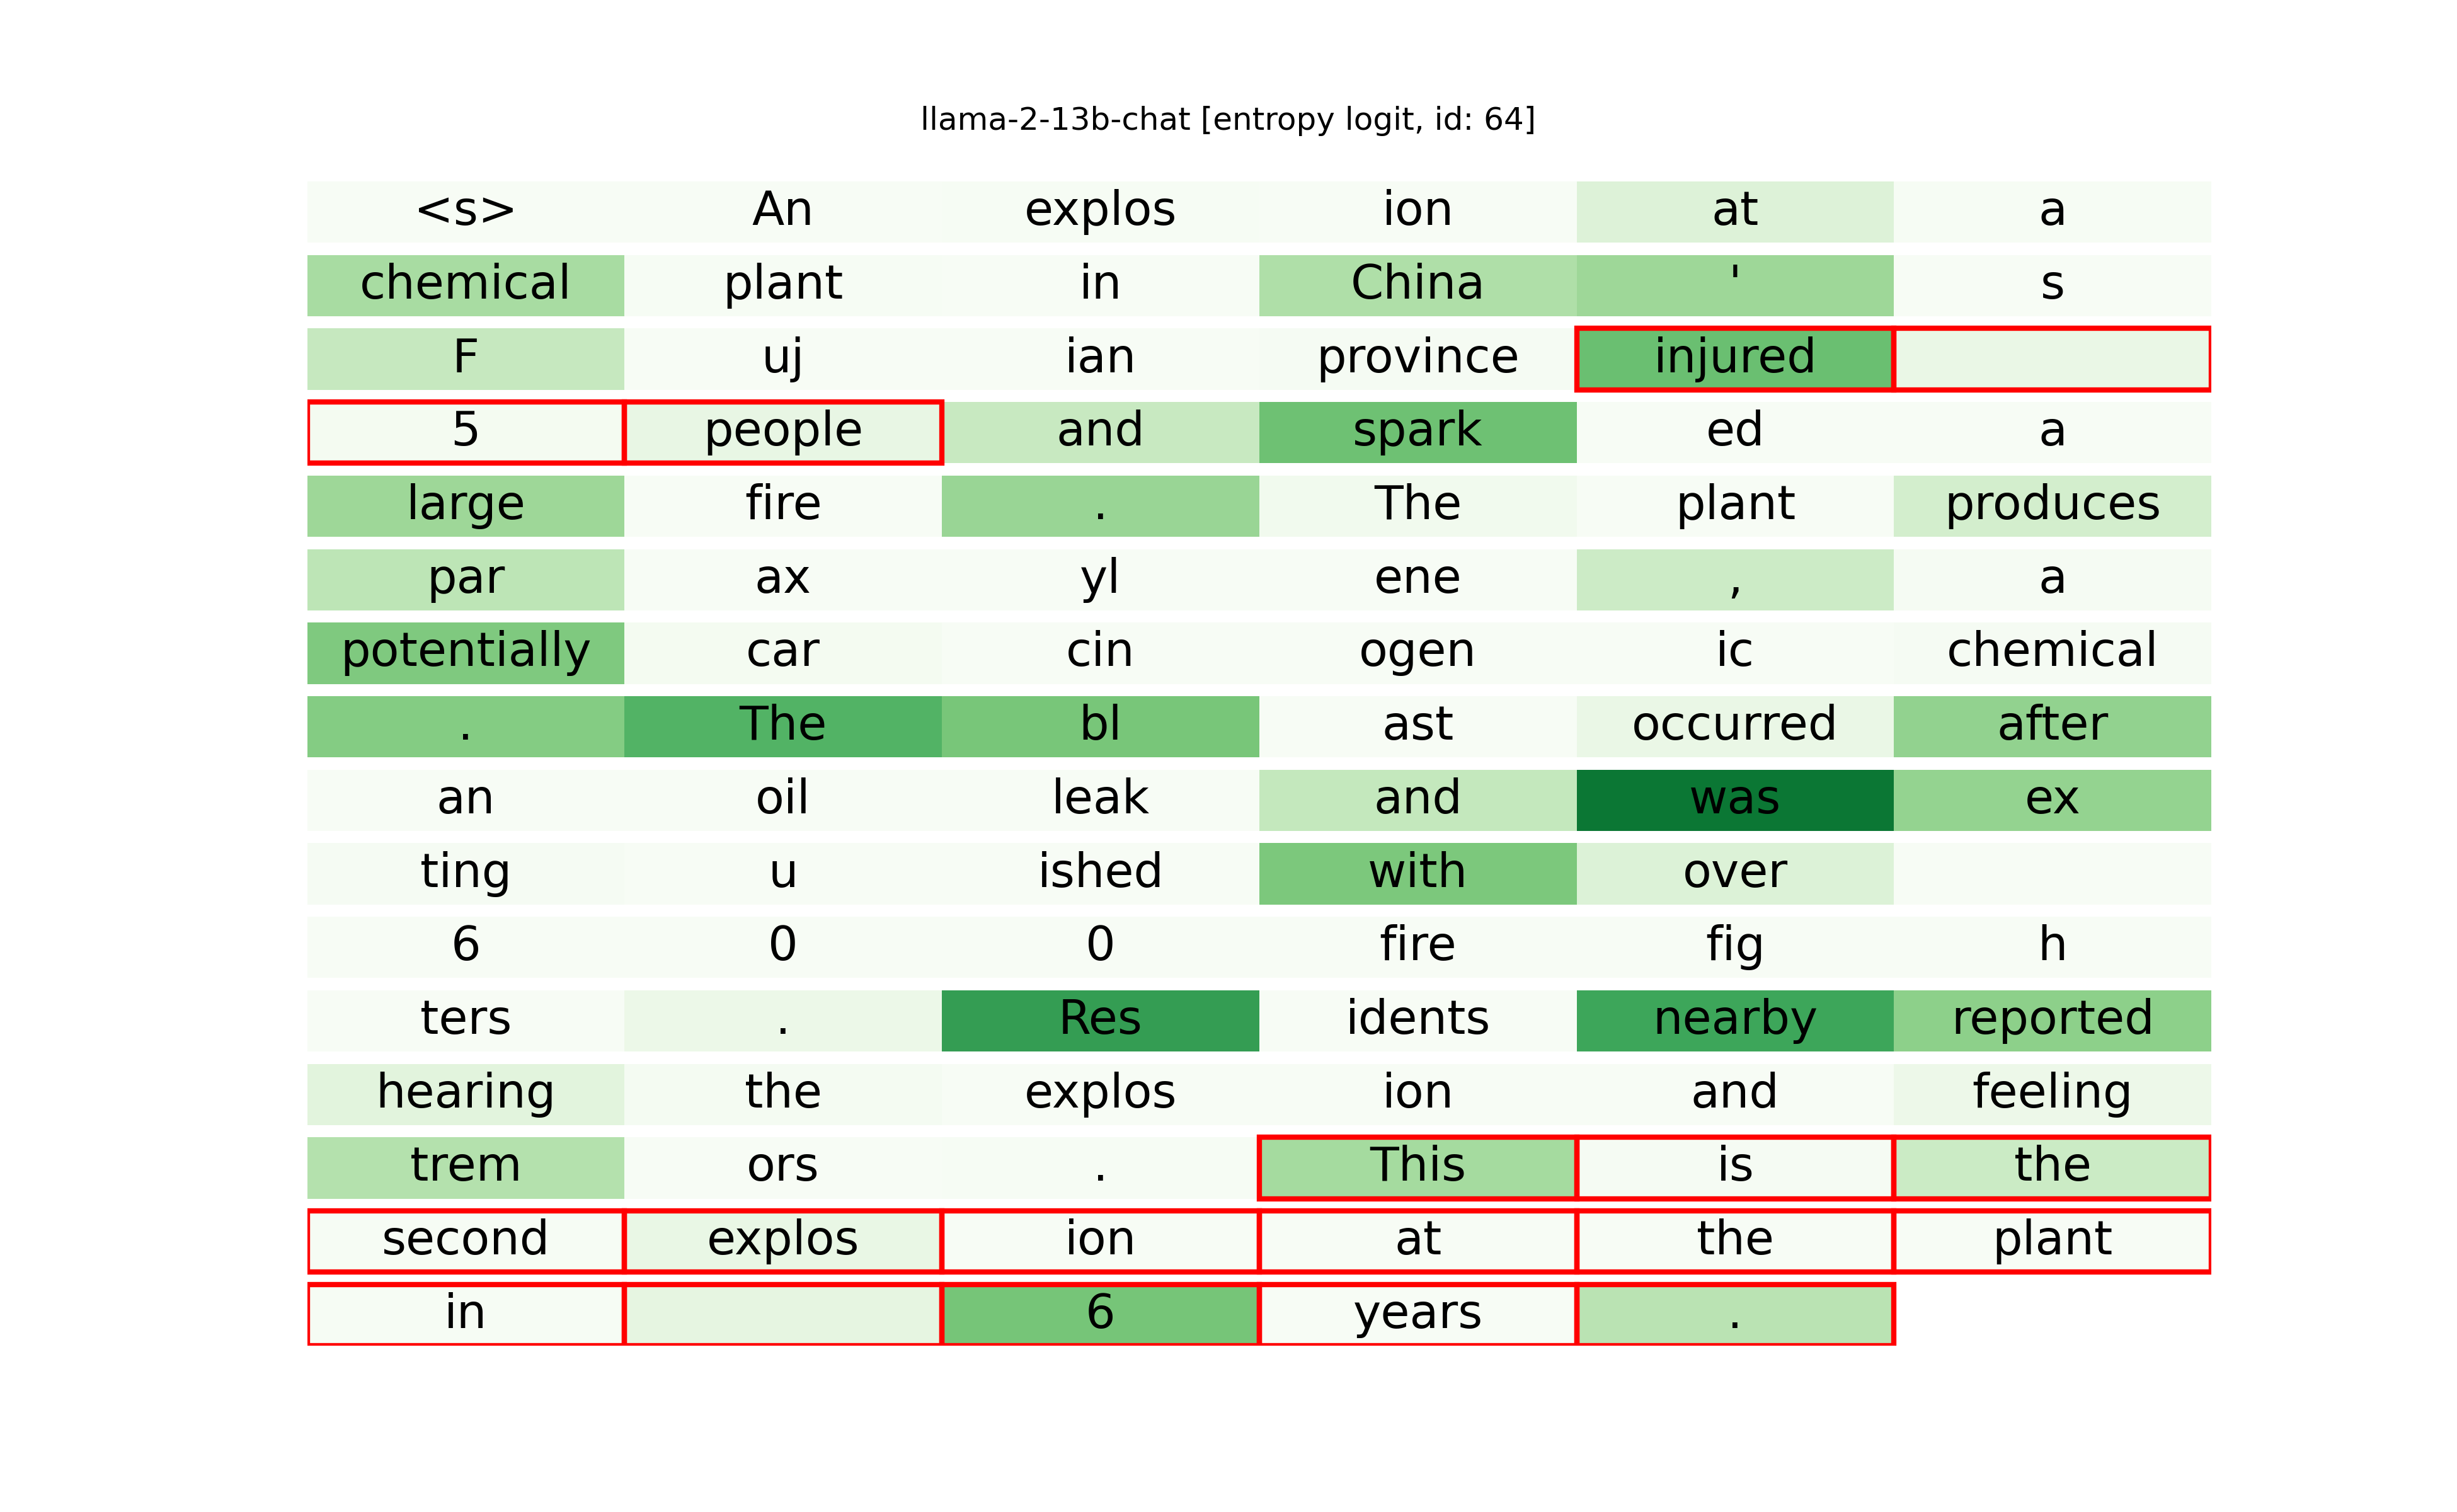 llama-2-13b-chat [entropy logit, id: 64]
<s> An explos ion at a
chemical plant in China ' s
F uj ian province injured
5 people and spark ed a
large fire . The plant produces
par ax yl ene , a
potentially car cin ogen ic chemical
. The bl ast occurred after
an oil leak and was ex
ting u ished with over
6 0 0 fire fig h
ters . Res idents nearby reported
hearing the explos ion and feeling
trem ors . This is the
second explos ion at the plant
in 6 years .